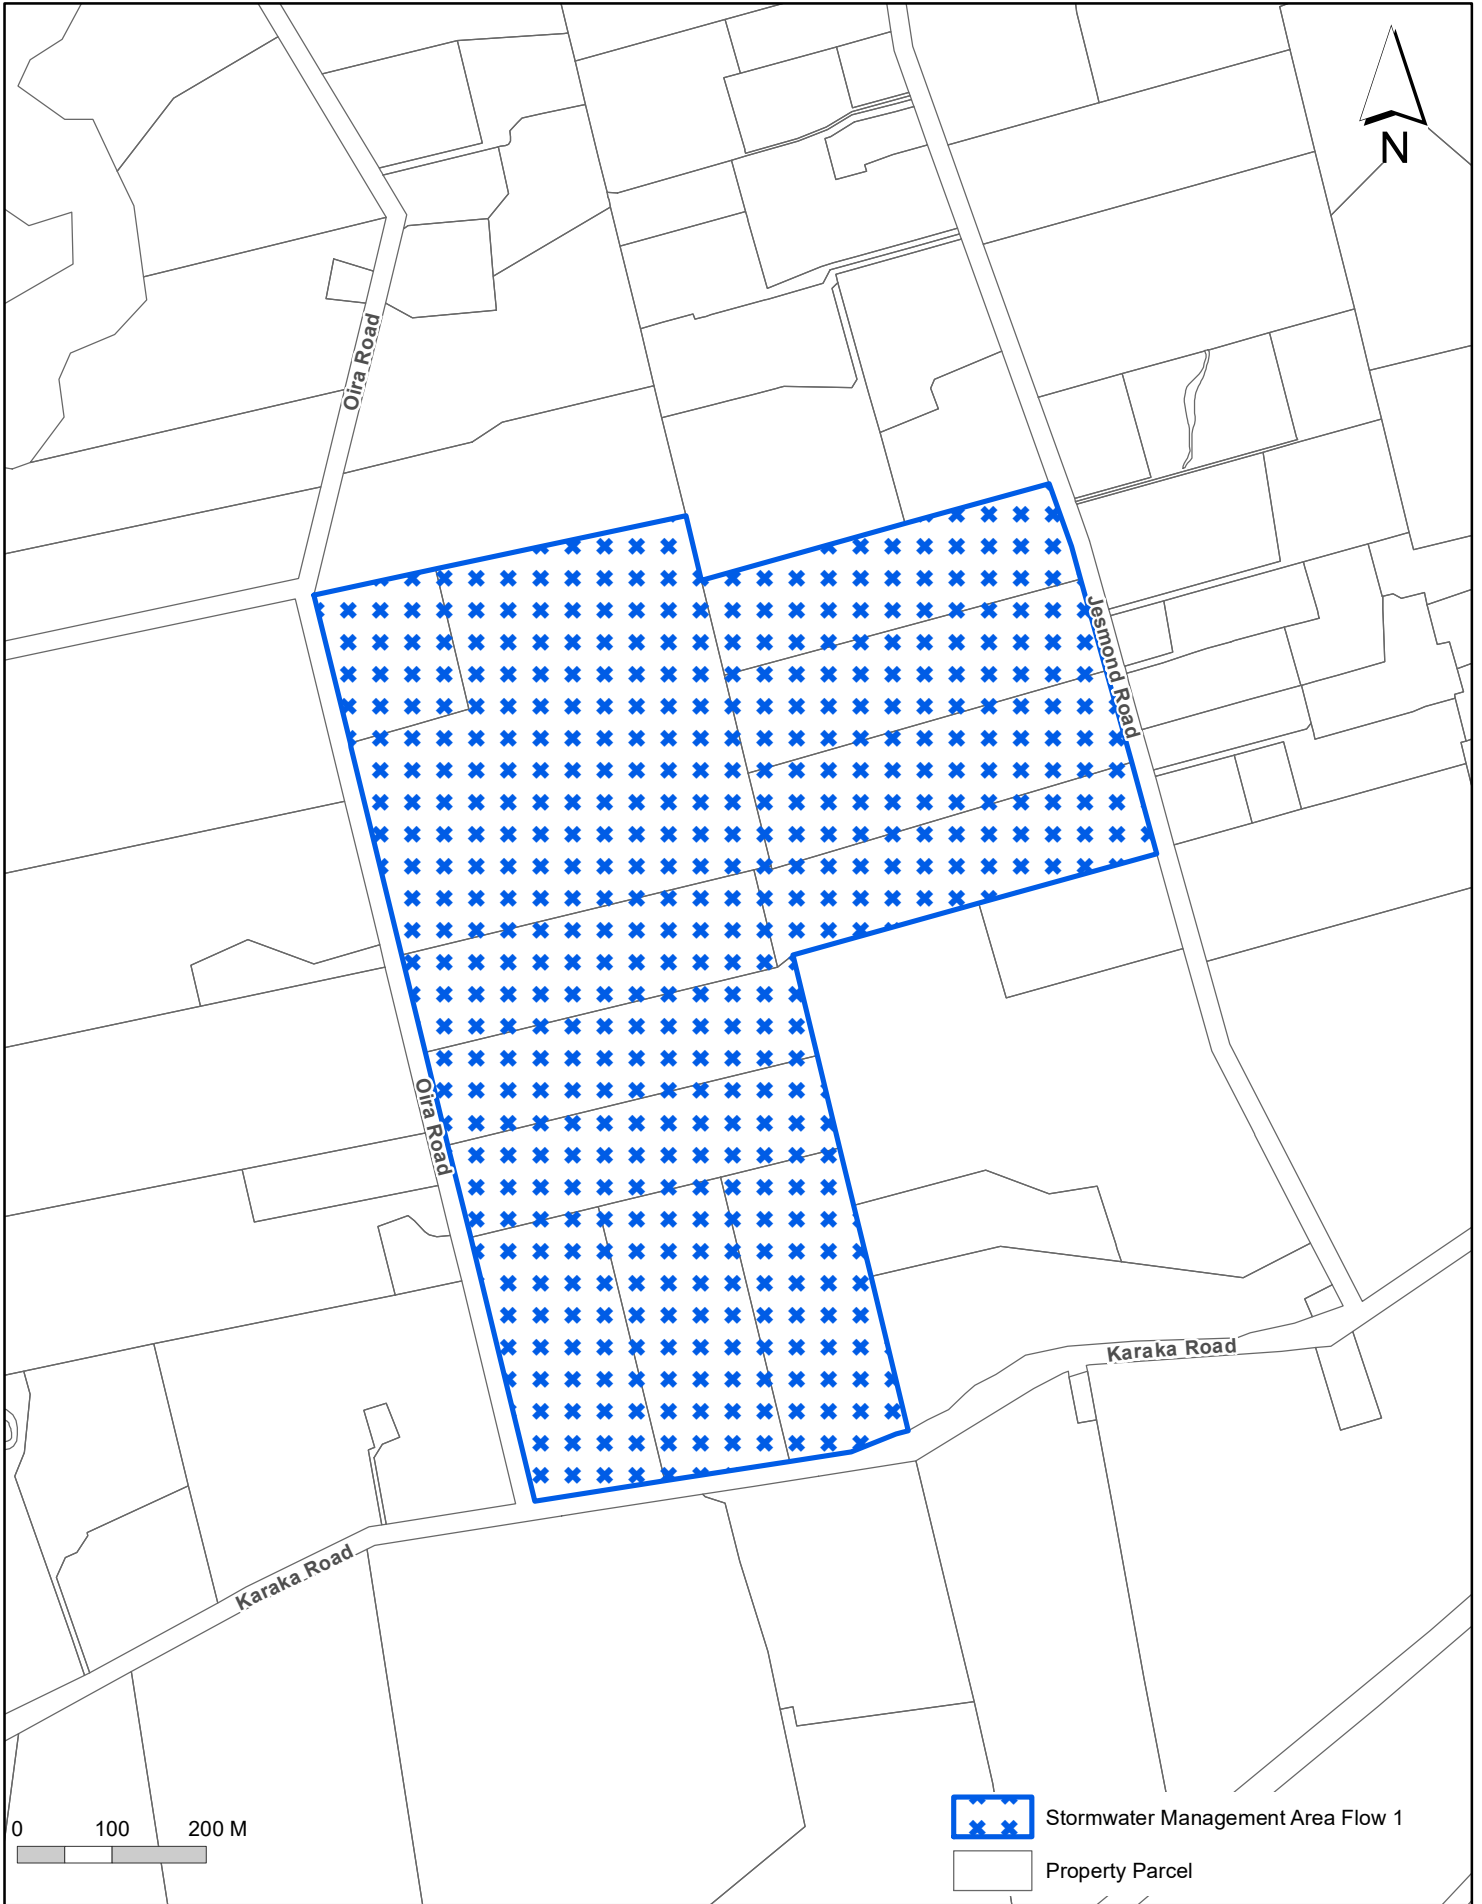 N
Oira Road
Jesmond Road
Oira Road
Karaka Road
Karaka Road
0 100 200 M
Stormwater Management Area Flow 1
Property Parcel